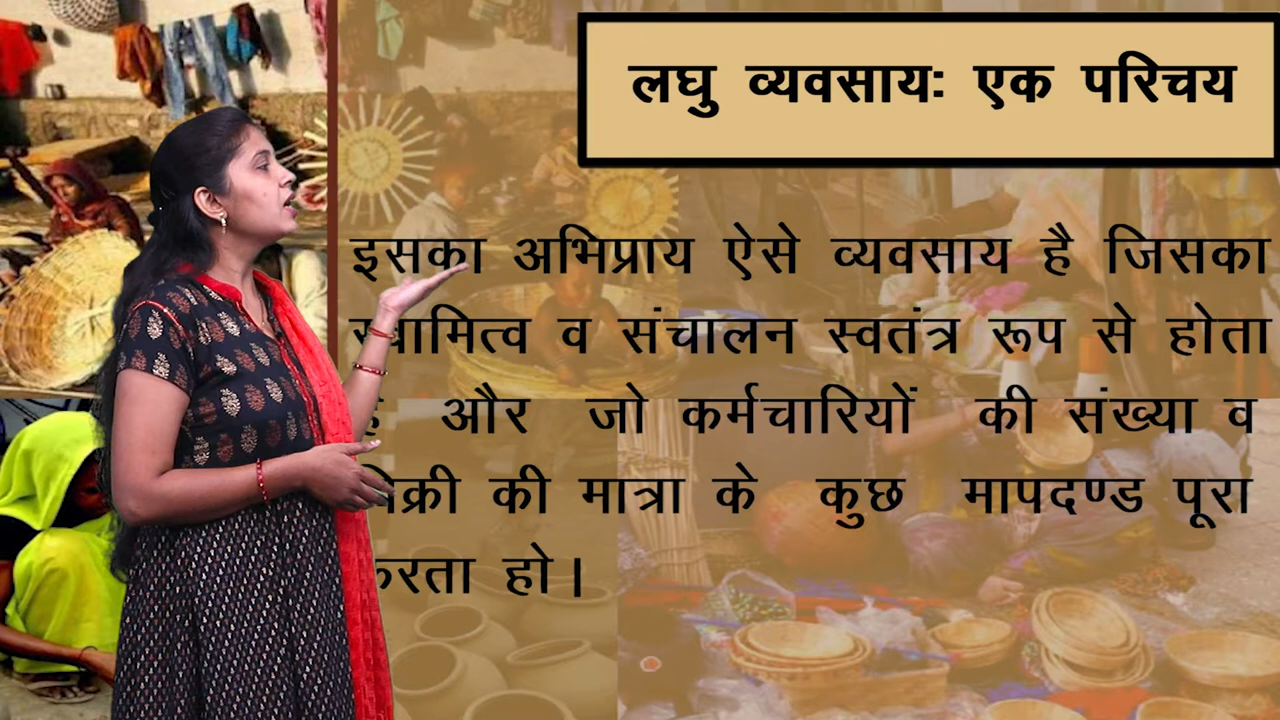 लघु व्यवसायः एक परिचय
इसका अभिप्राय ऐसे व्यवसाय है जिसका
स्वामित्व व संचालन स्वतंत्र रूप से होता
है और जो कर्मचारियों की संख्या व
बिक्री की मात्रा के कुछ मापदण्ड पूरा
करता हो।